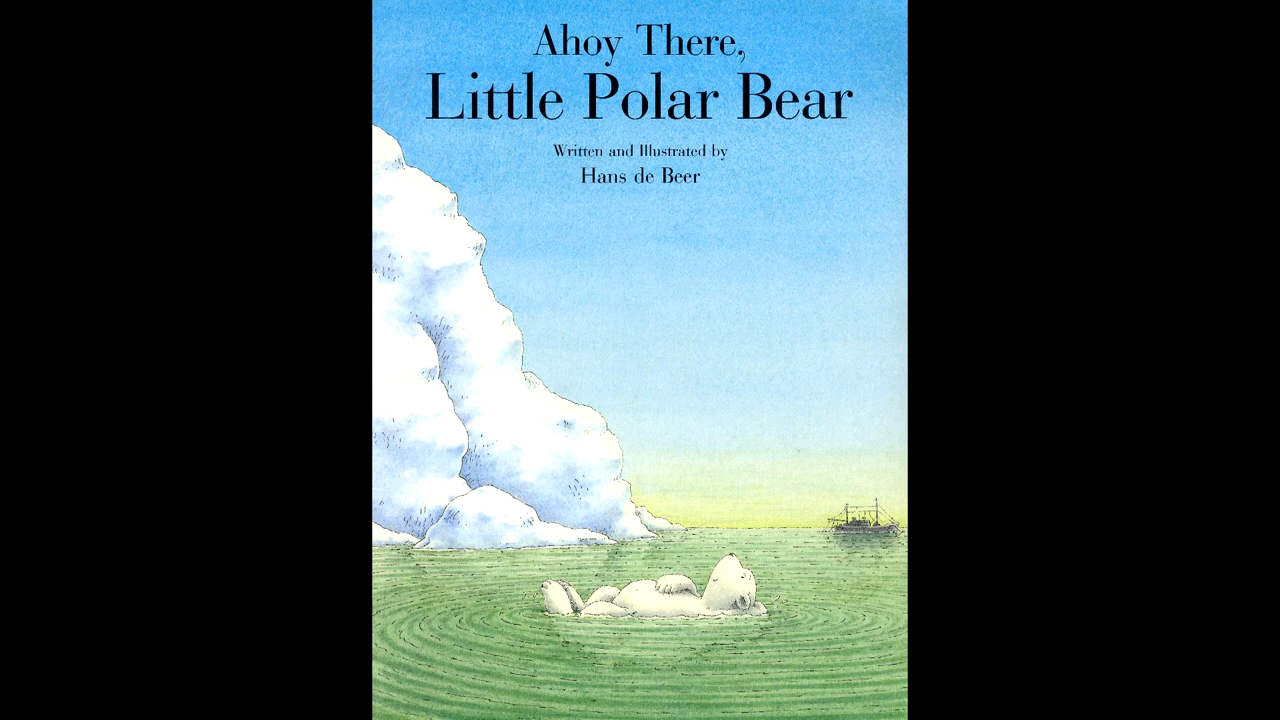 Ahoy There,
Little Polar Bear
Written and Illustrated by
Hans de Beer